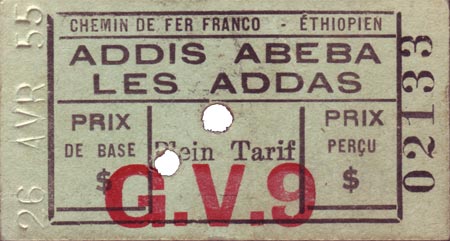 26 AVR 55
CHEMIN DE FER FRANCO - ÉTHIOPIEN
ADDIS ABEBA
LES ADDAS
PRIX
DE BASE
$
Plein Tarif
PRIX
PERÇU
$
G.V.9
02133